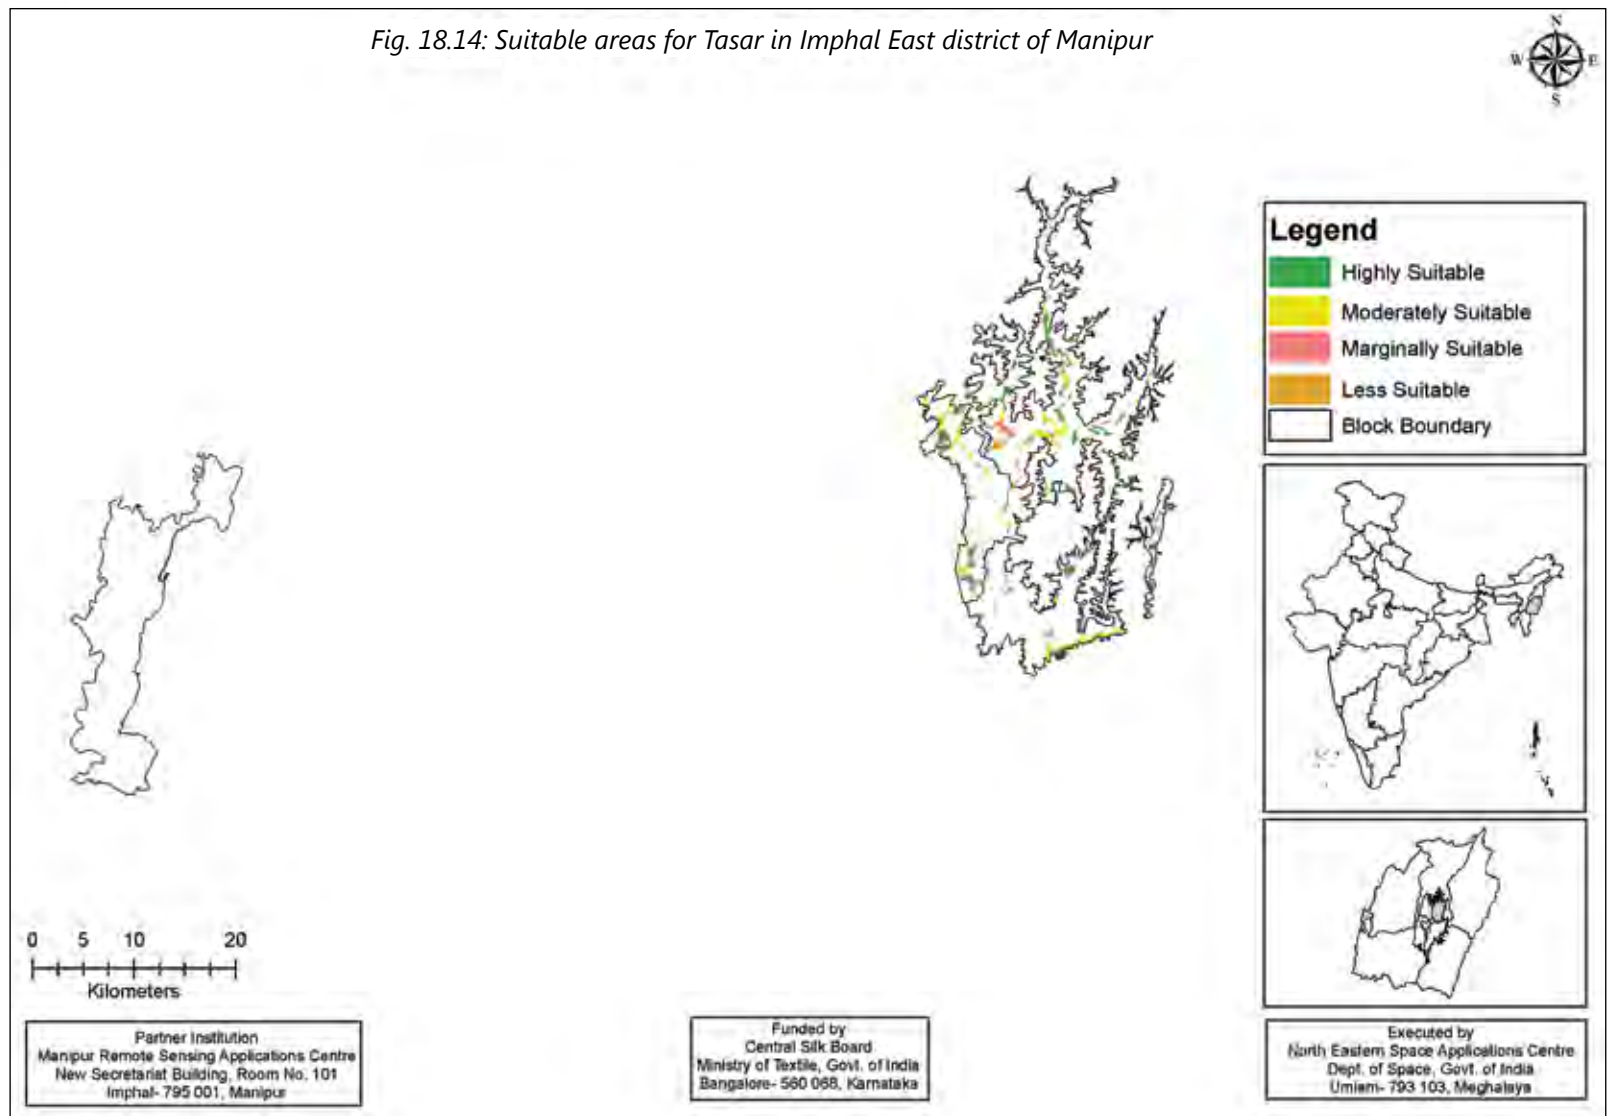 Fig. 18.14: Suitable areas for Tasar in Imphal East district of Manipur
N
W E
S
Legend
Highly Suitable
Moderately Suitable
Marginally Suitable
Less Suitable
Block Boundary
0 5 10 20
Kilometers
Partner Institution
Manipur Remote Sensing Applications Centre
New Secretariat Building, Room No. 101
Imphal- 795 001, Manipur
Funded by
Central Silk Board
Ministry of Textile, Govt. of India
Bangalore- 560 068, Karnataka
Executed by
North Eastern Space Applications Centre
Dept. of Space, Govt. of India
Umiam- 793 103, Meghalaya